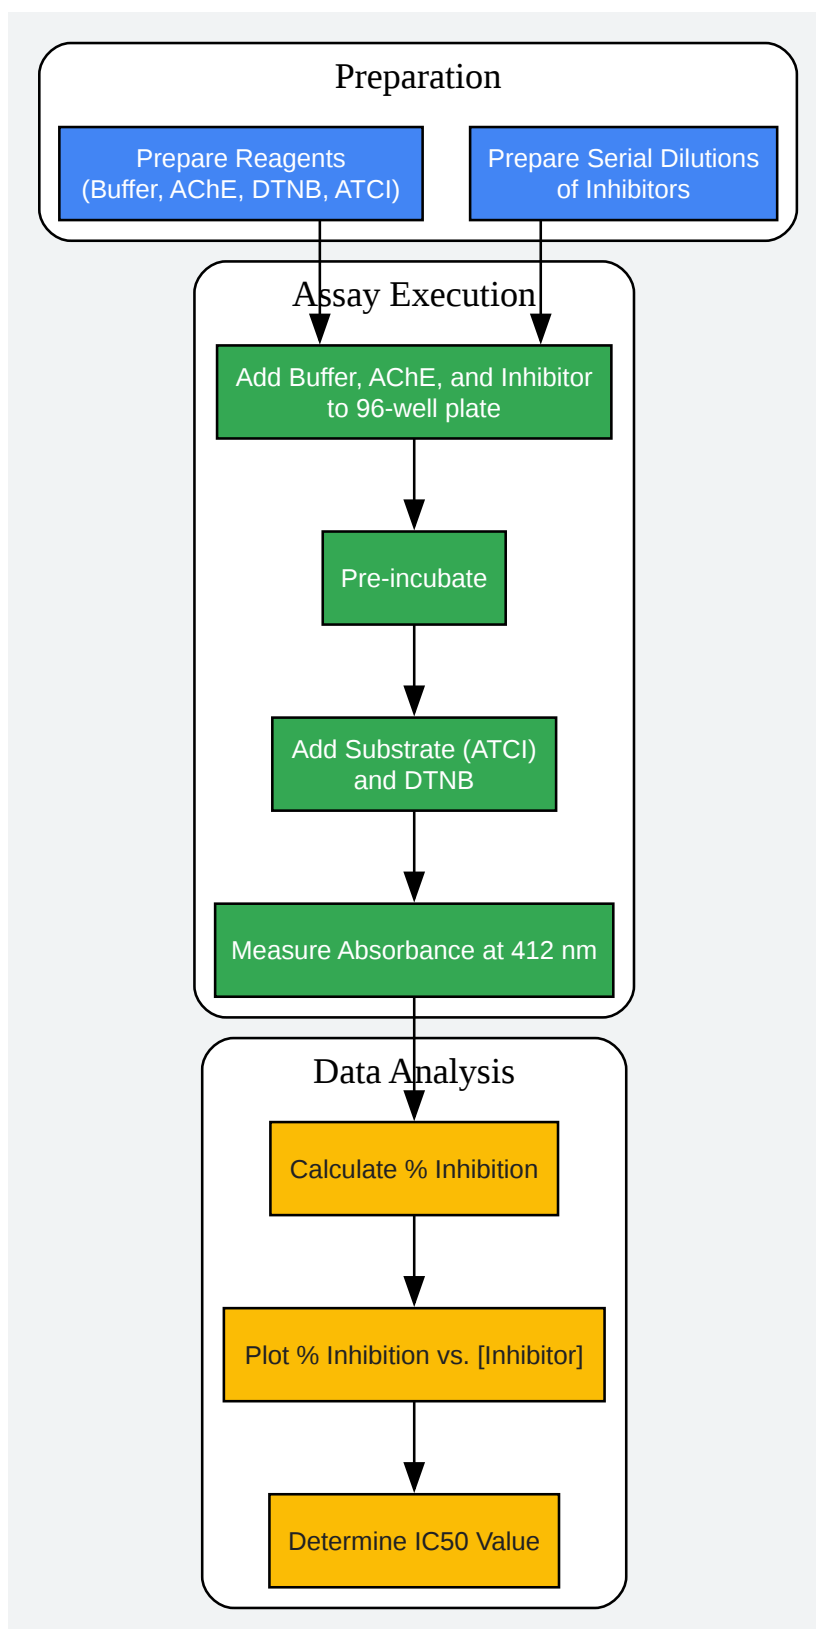 Preparation
Prepare Reagents
(Buffer, AChE, DTNB, ATCI)
Prepare Serial Dilutions
of Inhibitors
Assay Execution
Add Buffer, AChE, and Inhibitor
to 96-well plate
Pre-incubate
Add Substrate (ATCI)
and DTNB
Measure Absorbance at 412 nm
Data Analysis
Calculate % Inhibition
Plot % Inhibition vs. [Inhibitor]
Determine IC50 Value